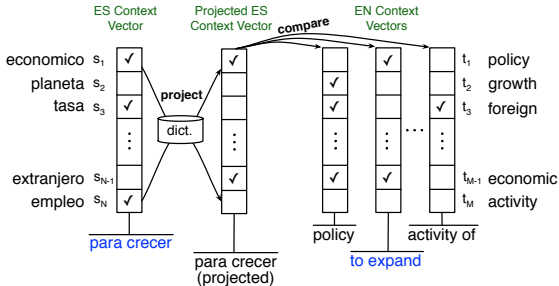 ES Context
Vector
Projected ES
Context Vector
EN Context
Vectors
compare
economico s1
planeta s2
tasa s3
extranjero sN-1
empleo sN
project
dict.
t1 policy
t2 growth
t3 foreign
tM-1 economic
tM activity
para crecer
para crecer
(projected)
policy
to expand
activity of